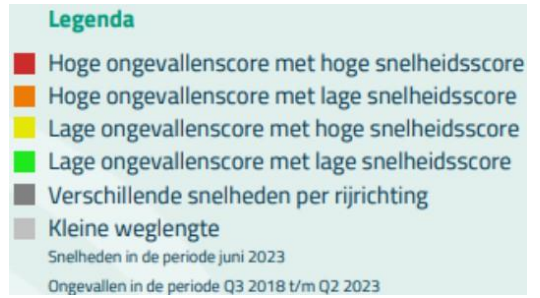 Legenda
Hoge ongevallenscore met hoge snelheidsscore
Hoge ongevallenscore met lage snelheidsscore
Lage ongevallenscore met hoge snelheidsscore
Lage ongevallenscore met lage snelheidsscore
Verschillende snelheden per rijrichting
Kleine weglengte
Snelheden in de periode juni 2023
Ongevallen in de periode Q3 2018 t/m Q2 2023